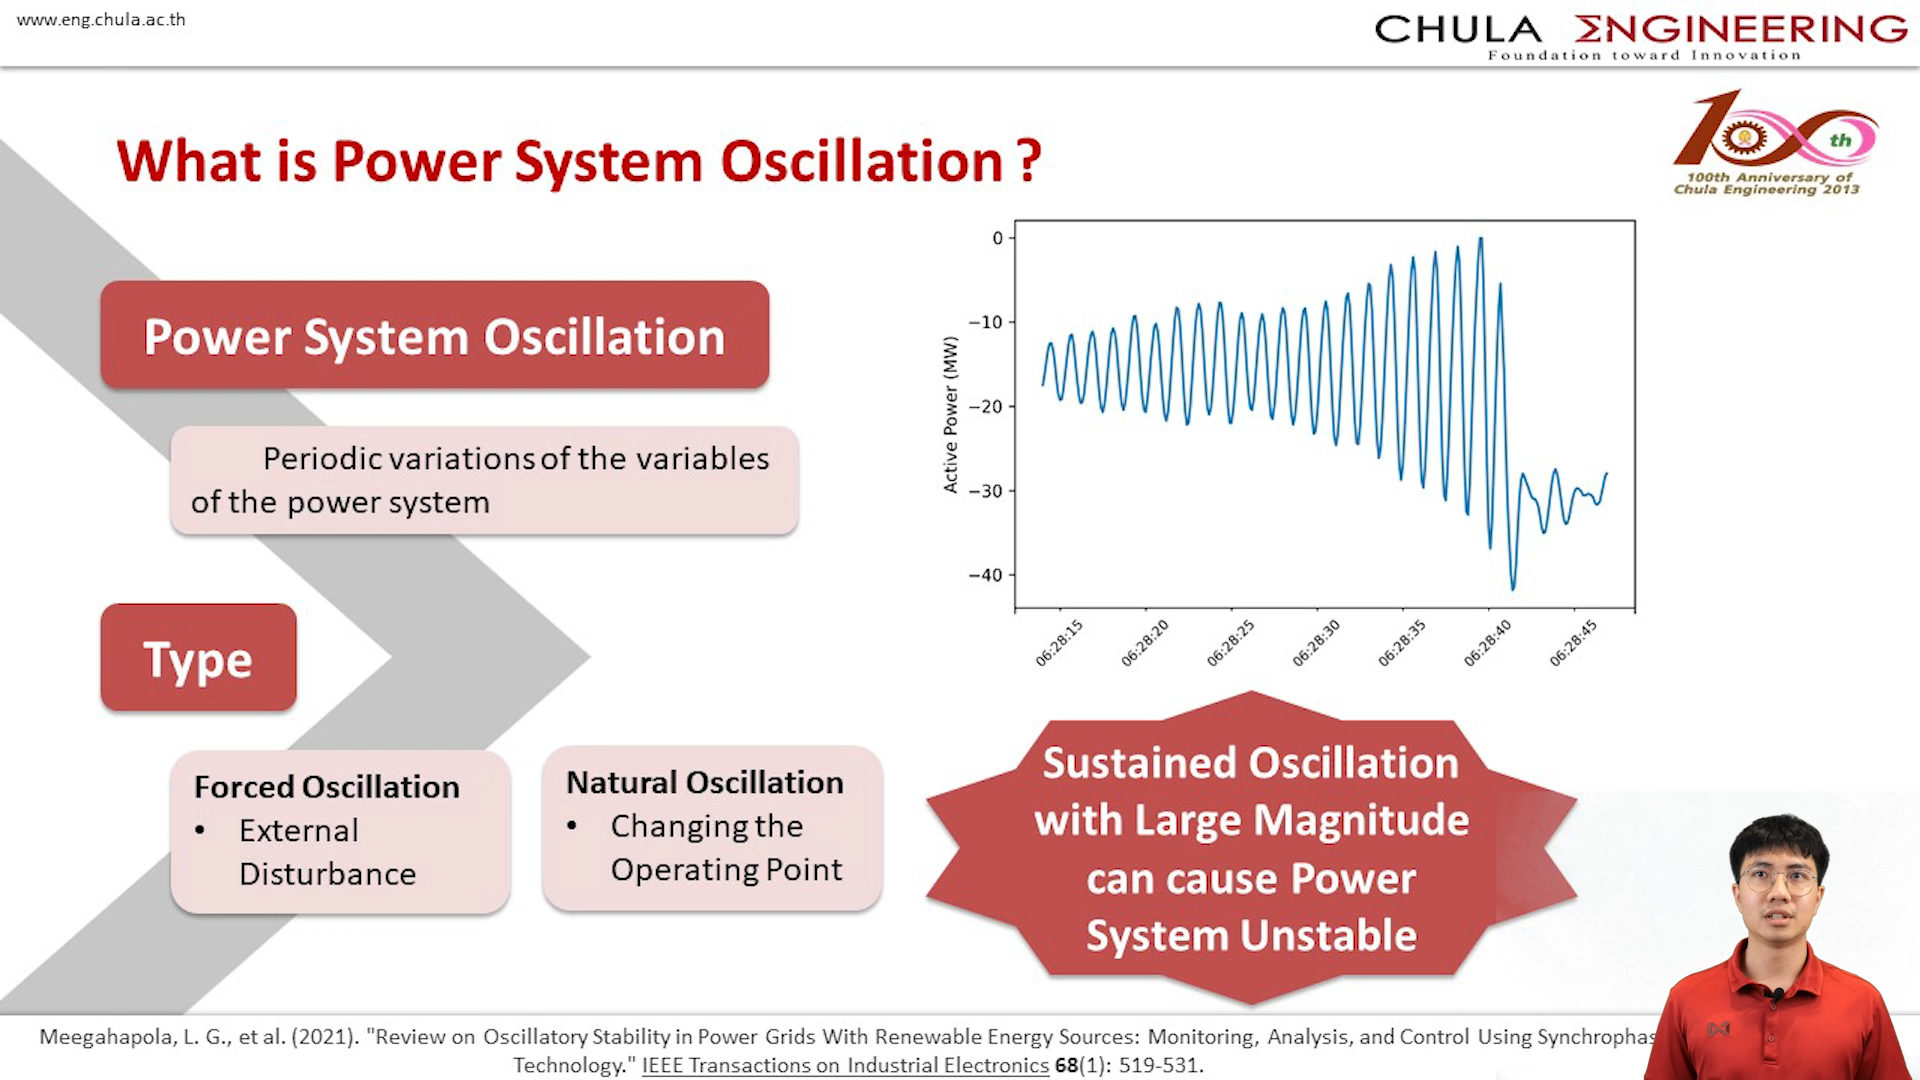 www.eng.chula.ac.th
CHULA ΣNGINEERING
Foundation toward Innovation
100th
100th Anniversary of
Chula Engineering 2013
What is Power System Oscillation ?
Power System Oscillation
Periodic variations of the variables
of the power system
Type
Forced Oscillation
• External
Disturbance
Natural Oscillation
• Changing the
Operating Point
Active Power (MW)
0
−10
−20
−30
−40
06:28:15
06:28:20
06:28:25
06:28:30
06:28:35
06:28:40
06:28:45
Sustained Oscillation
with Large Magnitude
can cause Power
System Unstable
Meegahapola, L. G., et al. (2021). "Review on Oscillatory Stability in Power Grids With Renewable Energy Sources: Monitoring, Analysis, and Control Using Synchrophas
Technology." IEEE Transactions on Industrial Electronics 68(1): 519-531.